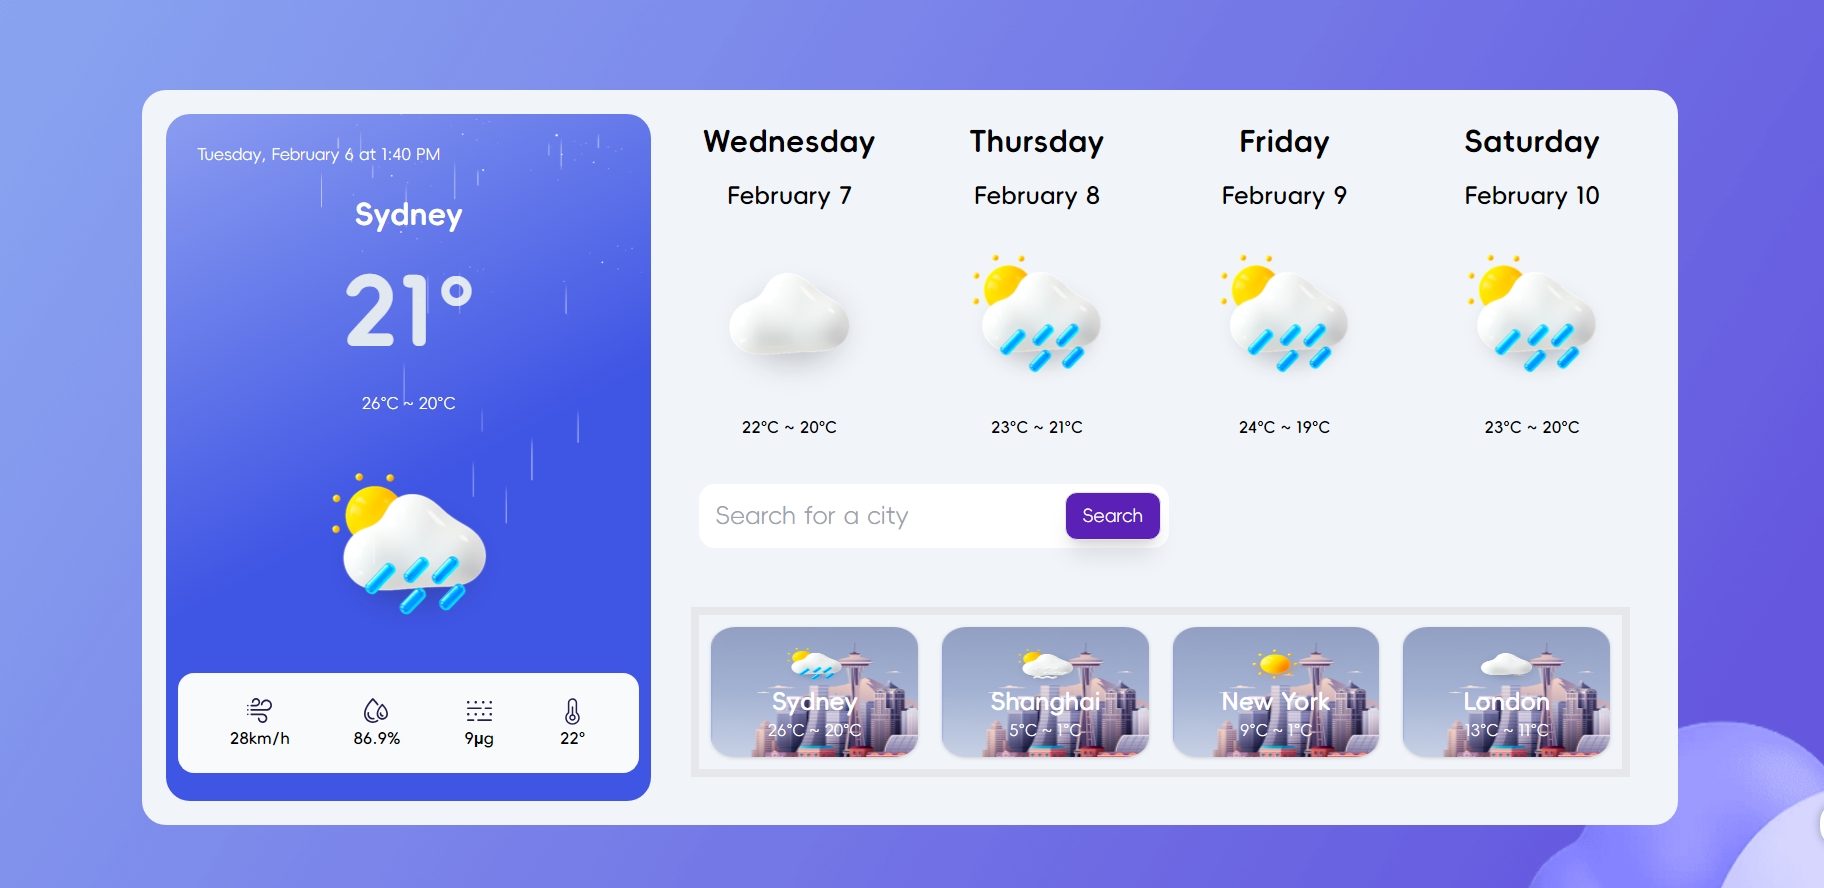 Tuesday, February 6 at 1:40 PM
Sydney
21°
26°C ~ 20°C
28km/h
86.9%
9µg
22°
Wednesday
February 7
22°C ~ 20°C
Thursday
February 8
23°C ~ 21°C
Friday
February 9
24°C ~ 19°C
Saturday
February 10
23°C ~ 20°C
Search for a city
Search
Sydney
26°C ~ 20°C
Shanghai
5°C ~ 1°C
New York
9°C ~ 1°C
London
13°C ~ 11°C